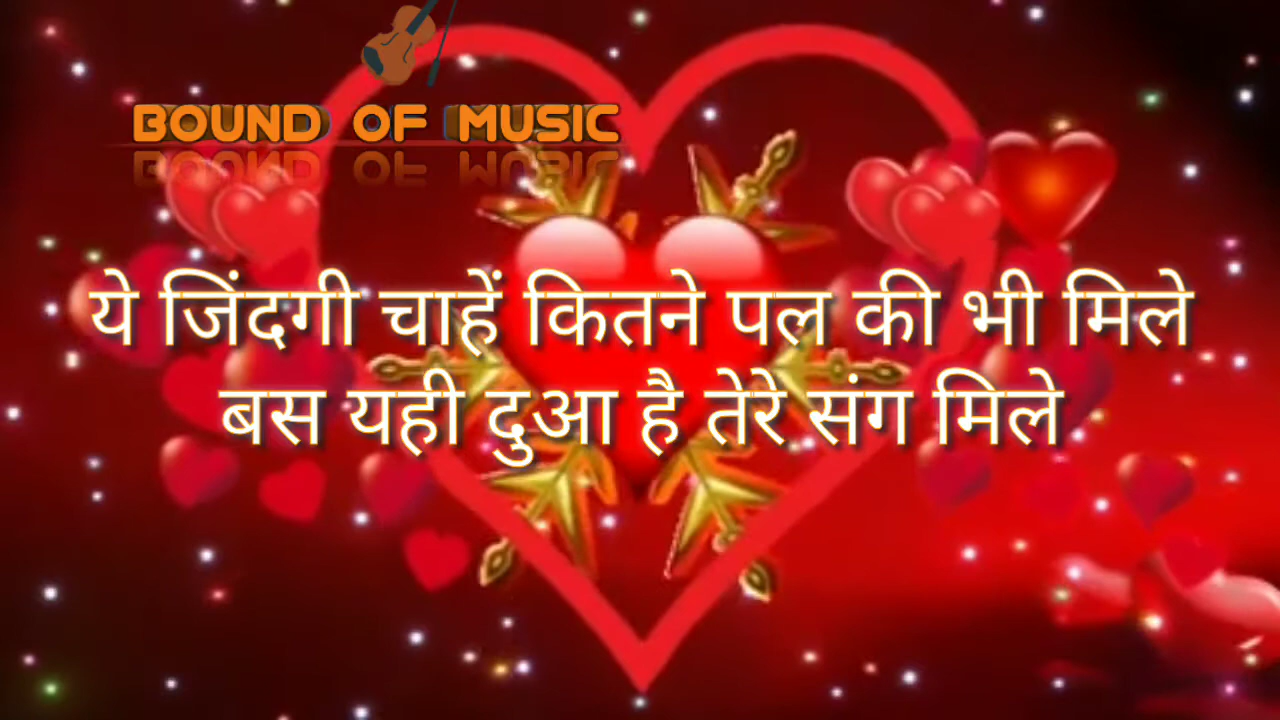 BOUND OF MUSIC
ये जिंदगी चाहें कितने पल की भी मिले
बस यही दुआ है तेरे संग मिले